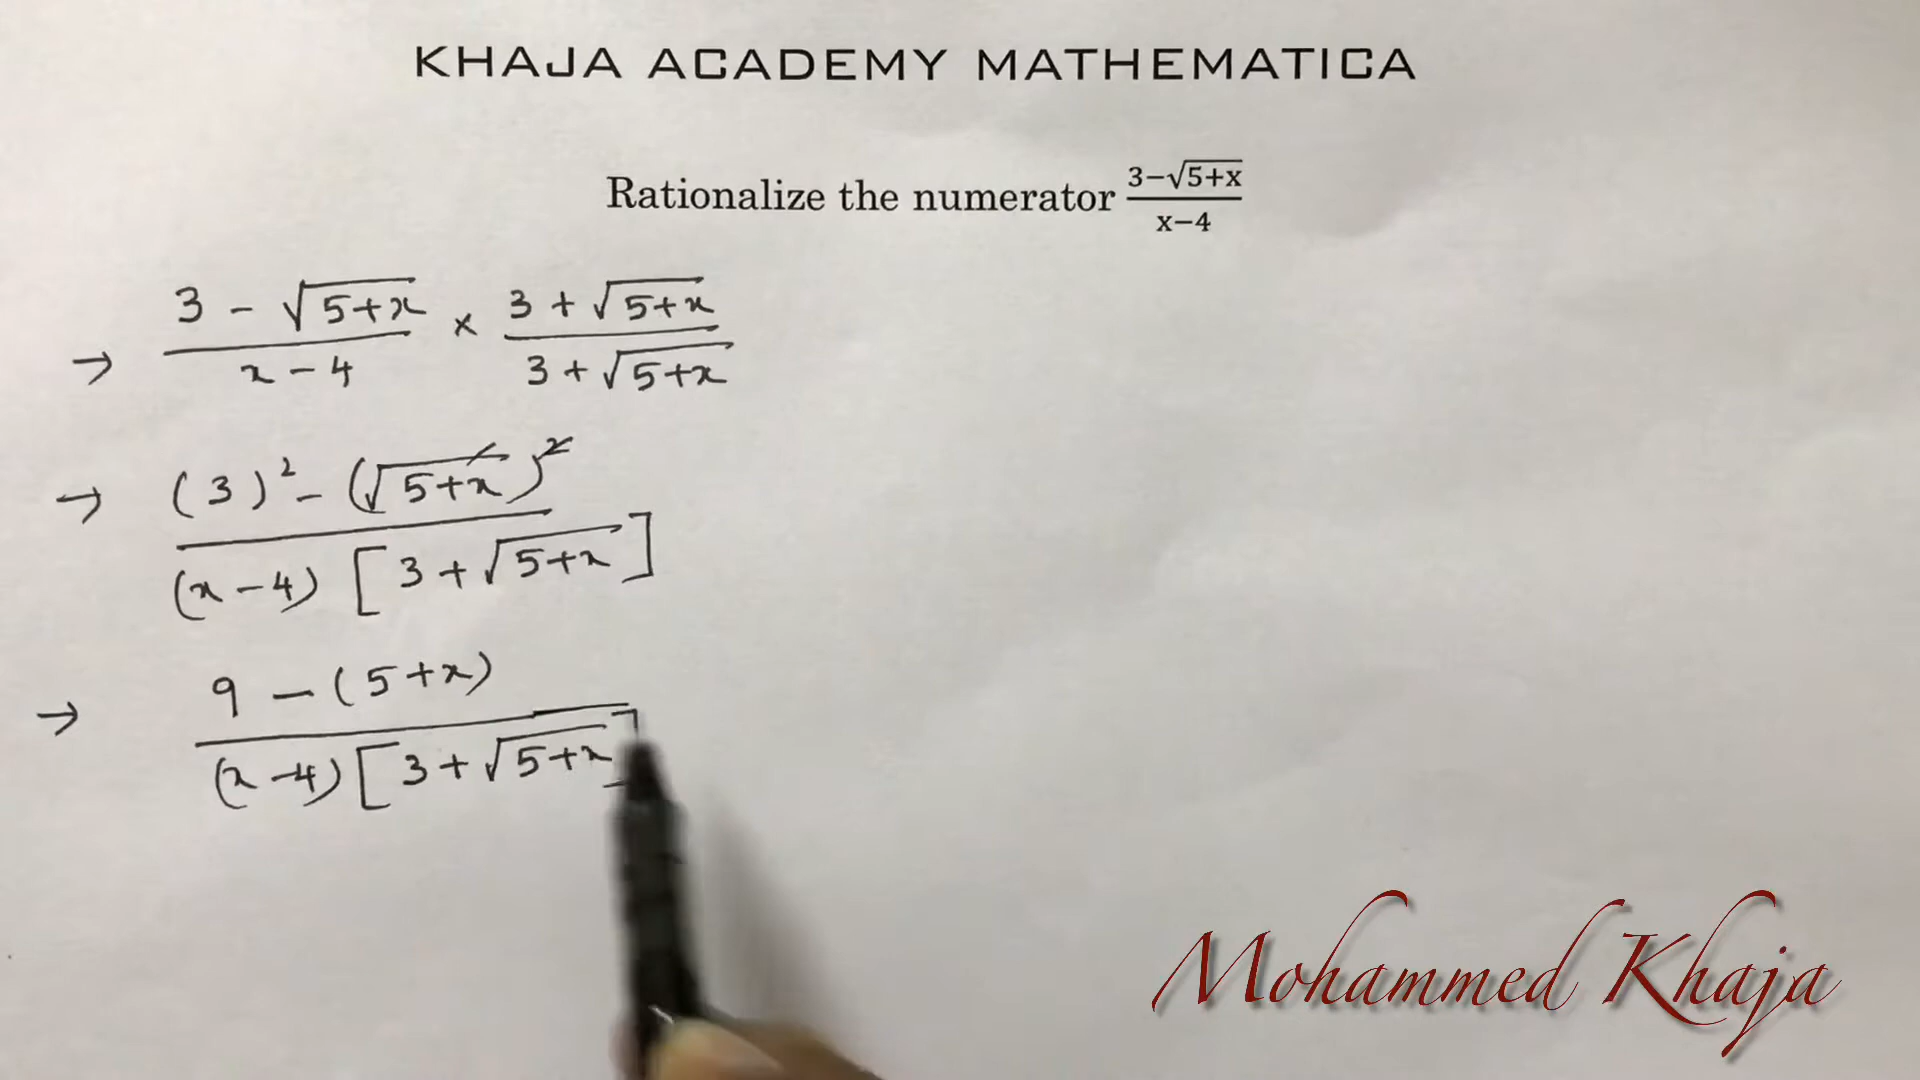 KHAJA ACADEMY MATHEMATICA
Rationalize the numerator (3−√(5+x))/(x−4)
→ (3 − √(5+x))/(x − 4) × (3 + √(5+x))/(3 + √(5+x))
→ ((3)² − (√(5+x))²)/((x − 4) [3 + √(5+x)])
→ (9 − (5+x))/((x − 4) [3 + √(5+x)])
Mohammed Khaja